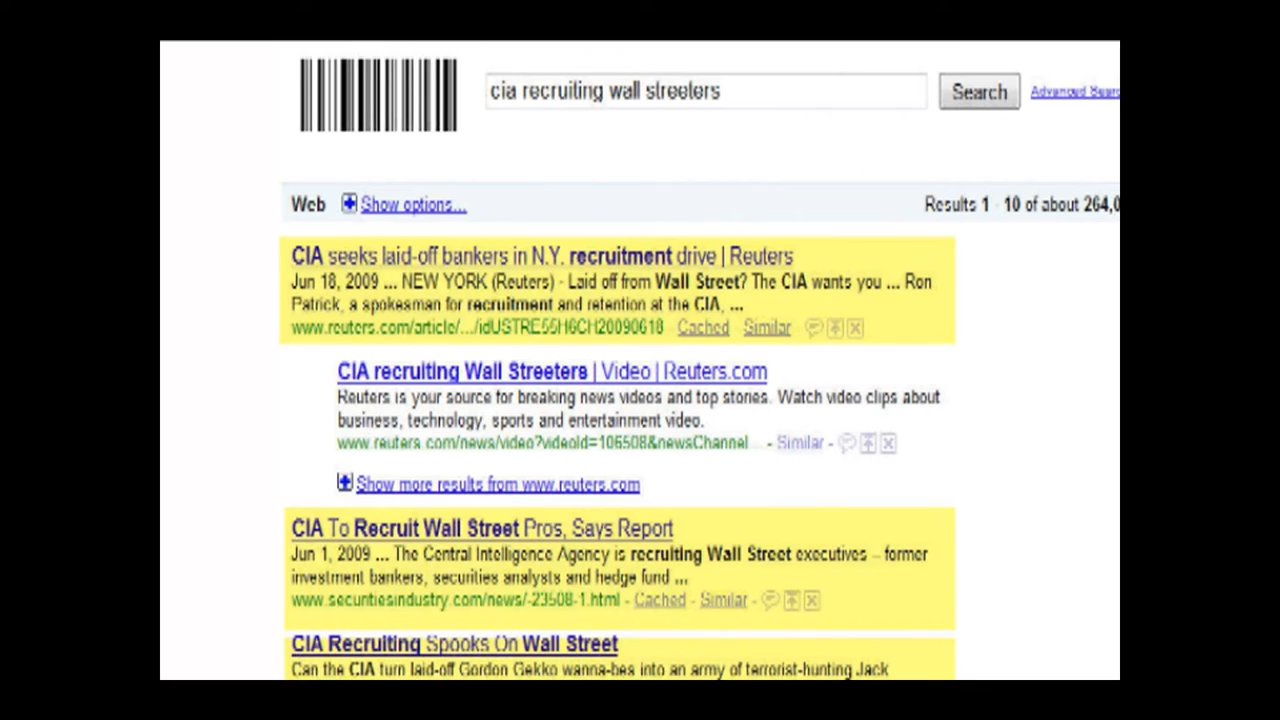 cia recruiting wall streeters Search Advanced Sear
Web Show options... Results 1 - 10 of about 264,0
CIA seeks laid-off bankers in N.Y. recruitment drive | Reuters
Jun 18, 2009 ... NEW YORK (Reuters) - Laid off from Wall Street? The CIA wants you ... Ron
Patrick, a spokesman for recruitment and retention at the CIA, ...
www.reuters.com/article/.../idUSTRE55H6CH20090618 Cached Similar
CIA recruiting Wall Streeters | Video | Reuters.com
Reuters is your source for breaking news videos and top stories. Watch video clips about
business, technology, sports and entertainment video.
www.reuters.com/news/video?videoId=106508&newsChannel... - Similar -
Show more results from www.reuters.com
CIA To Recruit Wall Street Pros, Says Report
Jun 1, 2009 ... The Central Intelligence Agency is recruiting Wall Street executives – former
investment bankers, securities analysts and hedge fund ...
www.securtiesindustry.com/news/-23508-1.html - Cached - Similar -
CIA Recruiting Spooks On Wall Street
Can the CIA turn laid-off Gordon Gekko wanna-bes into an army of terrorist-hunting Jack